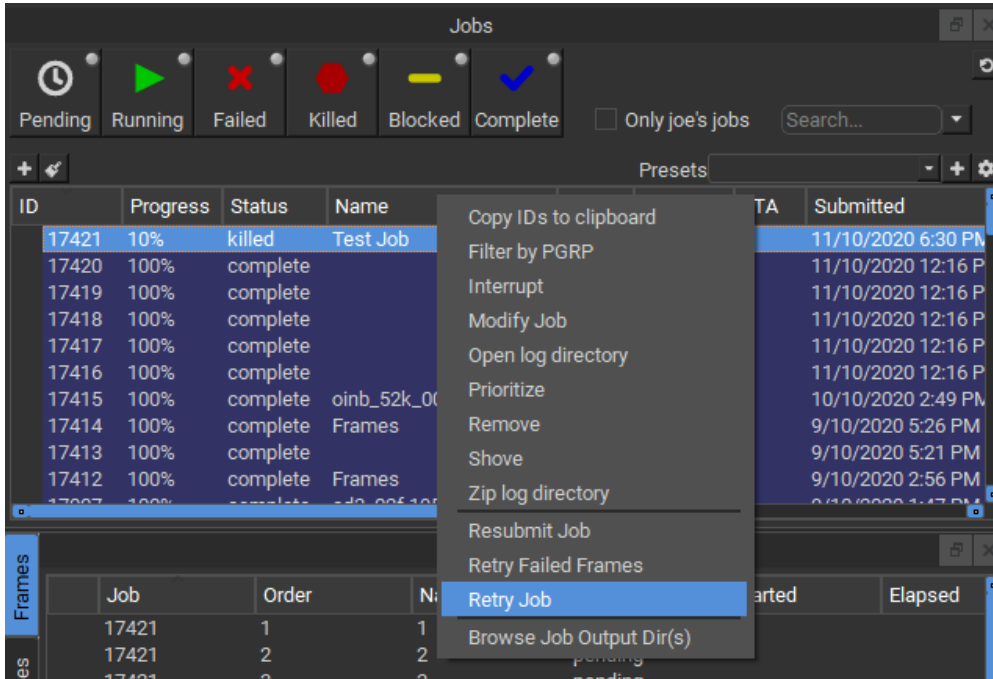 Jobs
Pending Running Failed Killed Blocked Complete Only joe's jobs Search...
Presets
ID Progress Status Name TA Submitted
17421 10% killed Test Job 11/10/2020 6:30 PM
17420 100% complete 11/10/2020 12:16 P
17419 100% complete 11/10/2020 12:16 P
17418 100% complete 11/10/2020 12:16 P
17417 100% complete 11/10/2020 12:16 P
17416 100% complete 11/10/2020 12:16 P
17415 100% complete oinb_52k_00 10/10/2020 2:49 PM
17414 100% complete Frames 9/10/2020 5:26 PM
17413 100% complete 9/10/2020 5:21 PM
17412 100% complete Frames 9/10/2020 2:56 PM
Copy IDs to clipboard
Filter by PGRP
Interrupt
Modify Job
Open log directory
Prioritize
Remove
Shove
Zip log directory
Resubmit Job
Retry Failed Frames
Retry Job
Browse Job Output Dir(s)
Frames
Job Order Na arted Elapsed
17421 1 1
17421 2 2 pending
17421
es